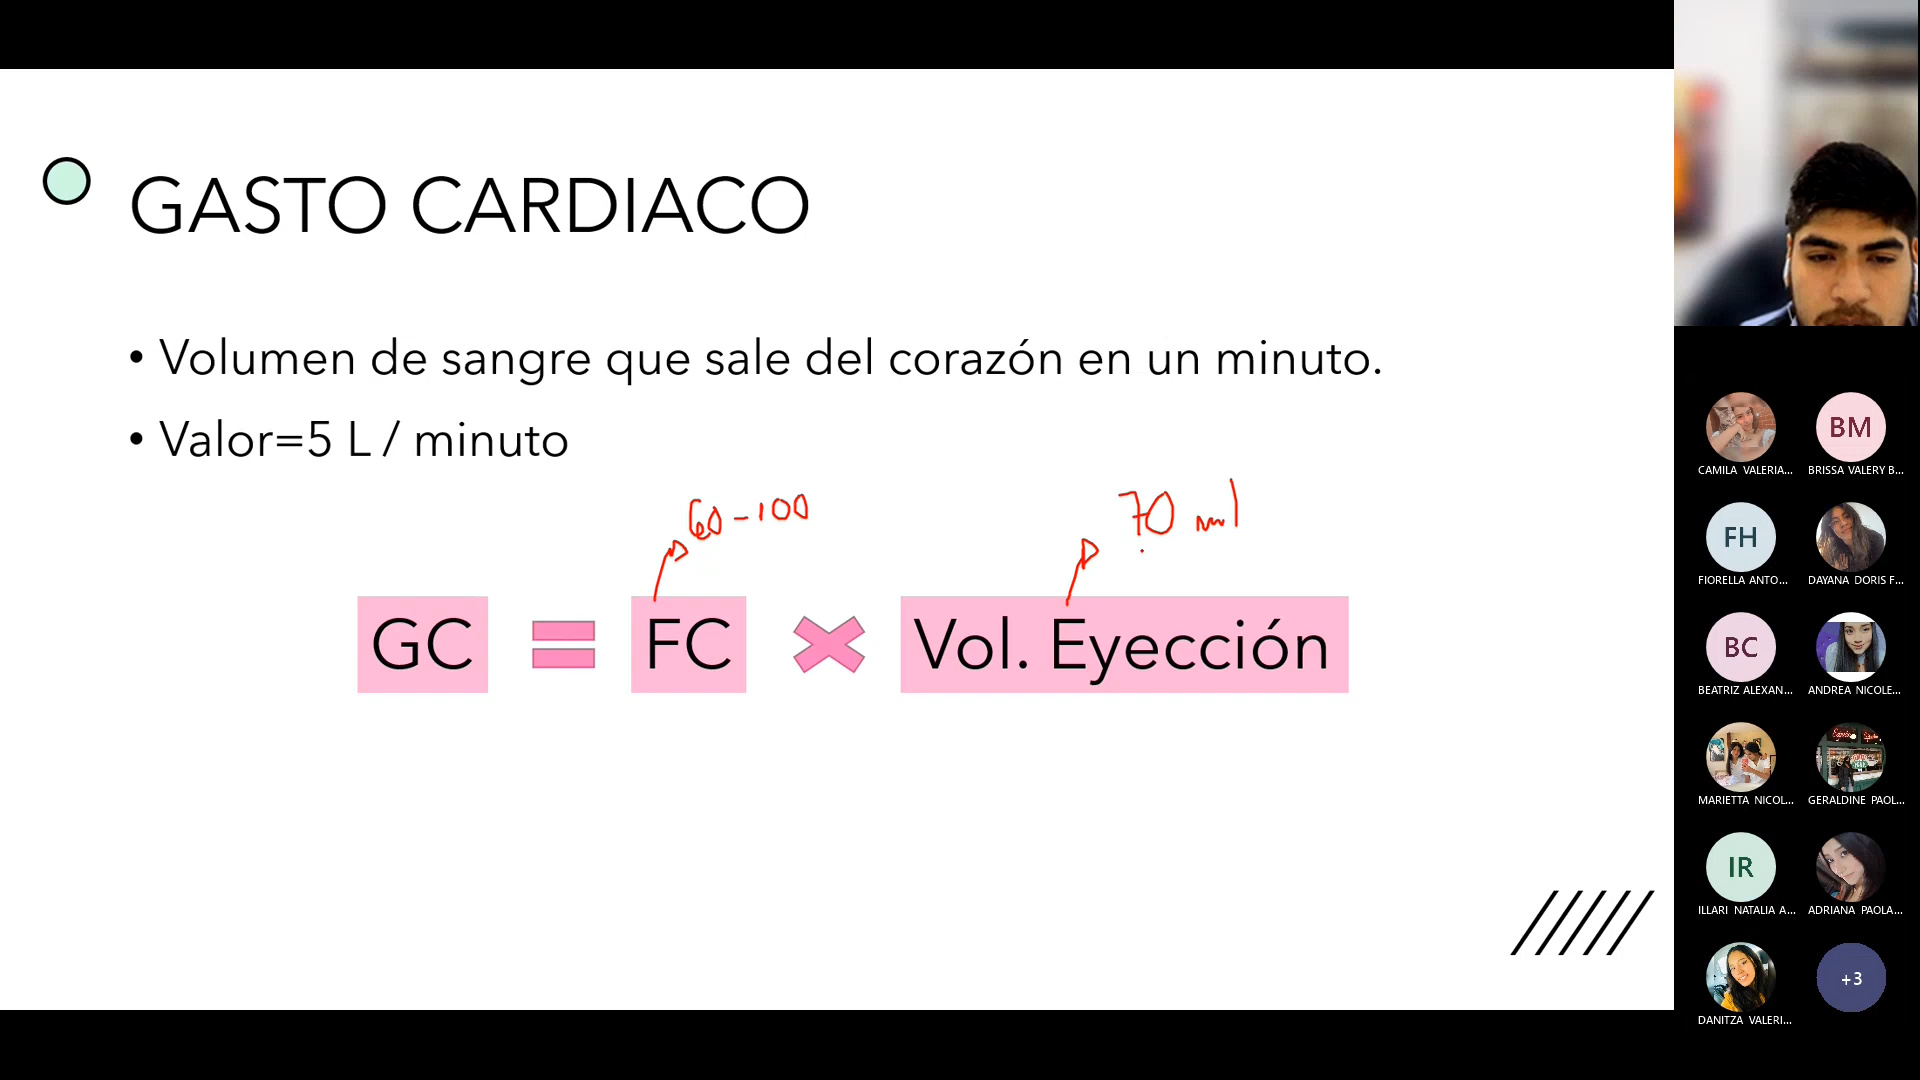 GASTO CARDIACO
• Volumen de sangre que sale del corazón en un minuto.
• Valor=5 L / minuto
60-100
70 ml
GC = FC × Vol. Eyección
CAMILA VALERIA...
BM
BRISSA VALERY B...
FH
FIORELLA ANTO...
DAYANA DORIS F...
BC
BEATRIZ ALEXAN...
ANDREA NICOLE...
MARIETTA NICOL...
GERALDINE PAOL...
IR
ILLARI NATALIA A...
ADRIANA PAOLA...
DANITZA VALERI...
+3